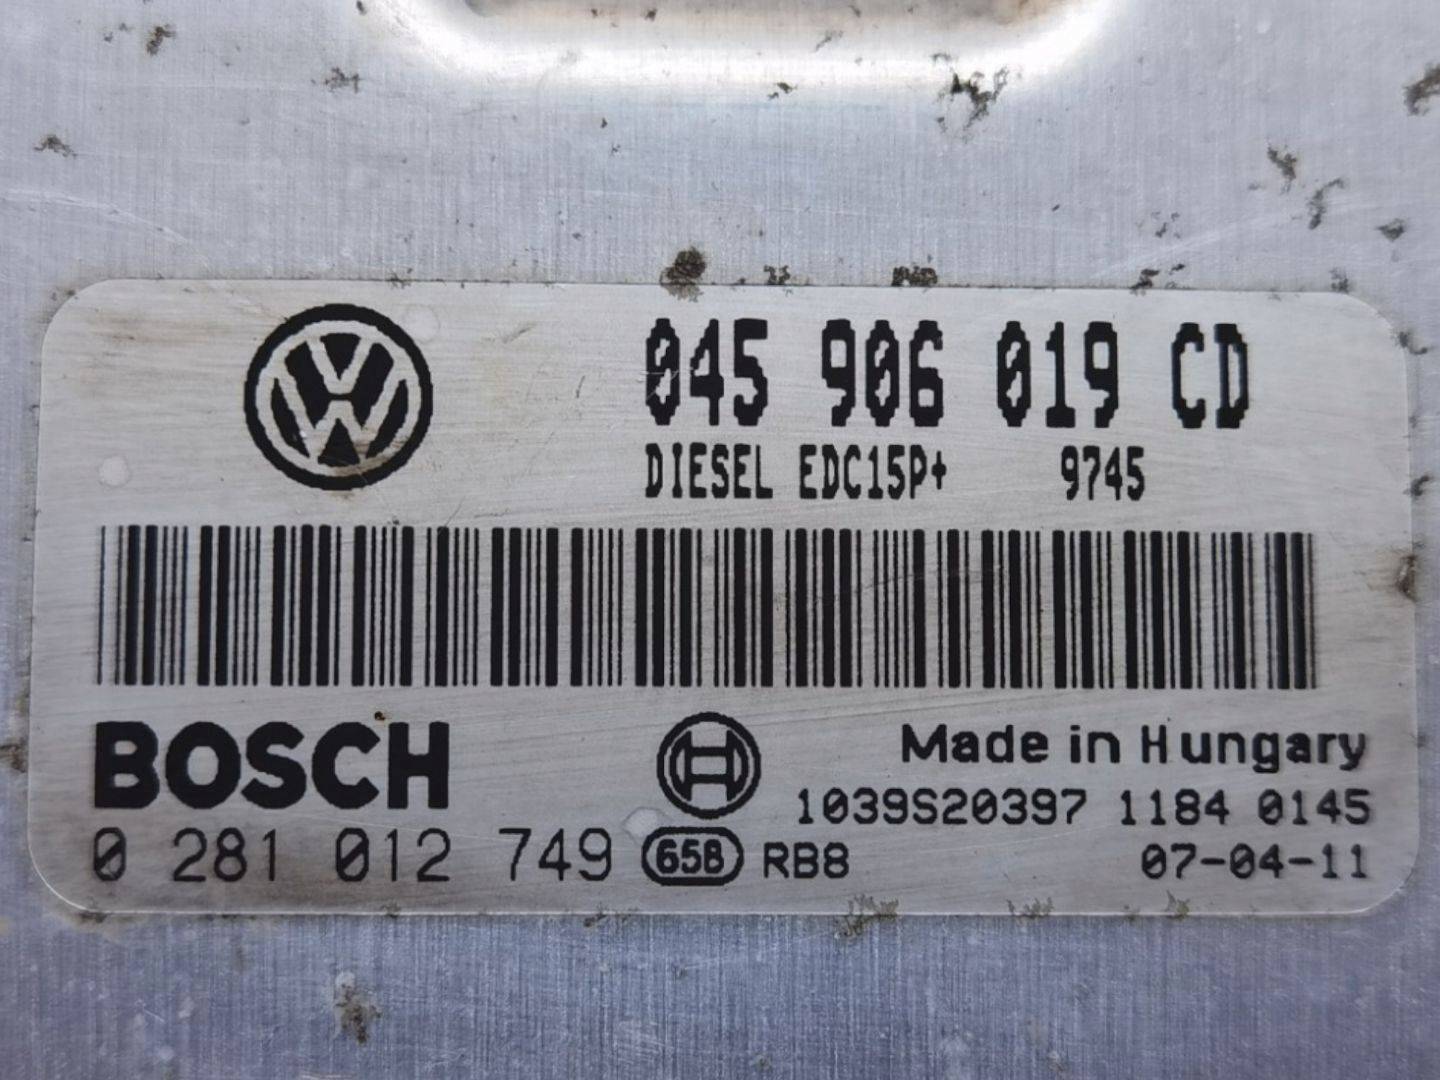 045 906 019 CD
DIESEL EDC15P+ 9745
BOSCH
Made in Hungary
1039S20397 1184 0145
0 281 012 749 65B RB8 07-04-11